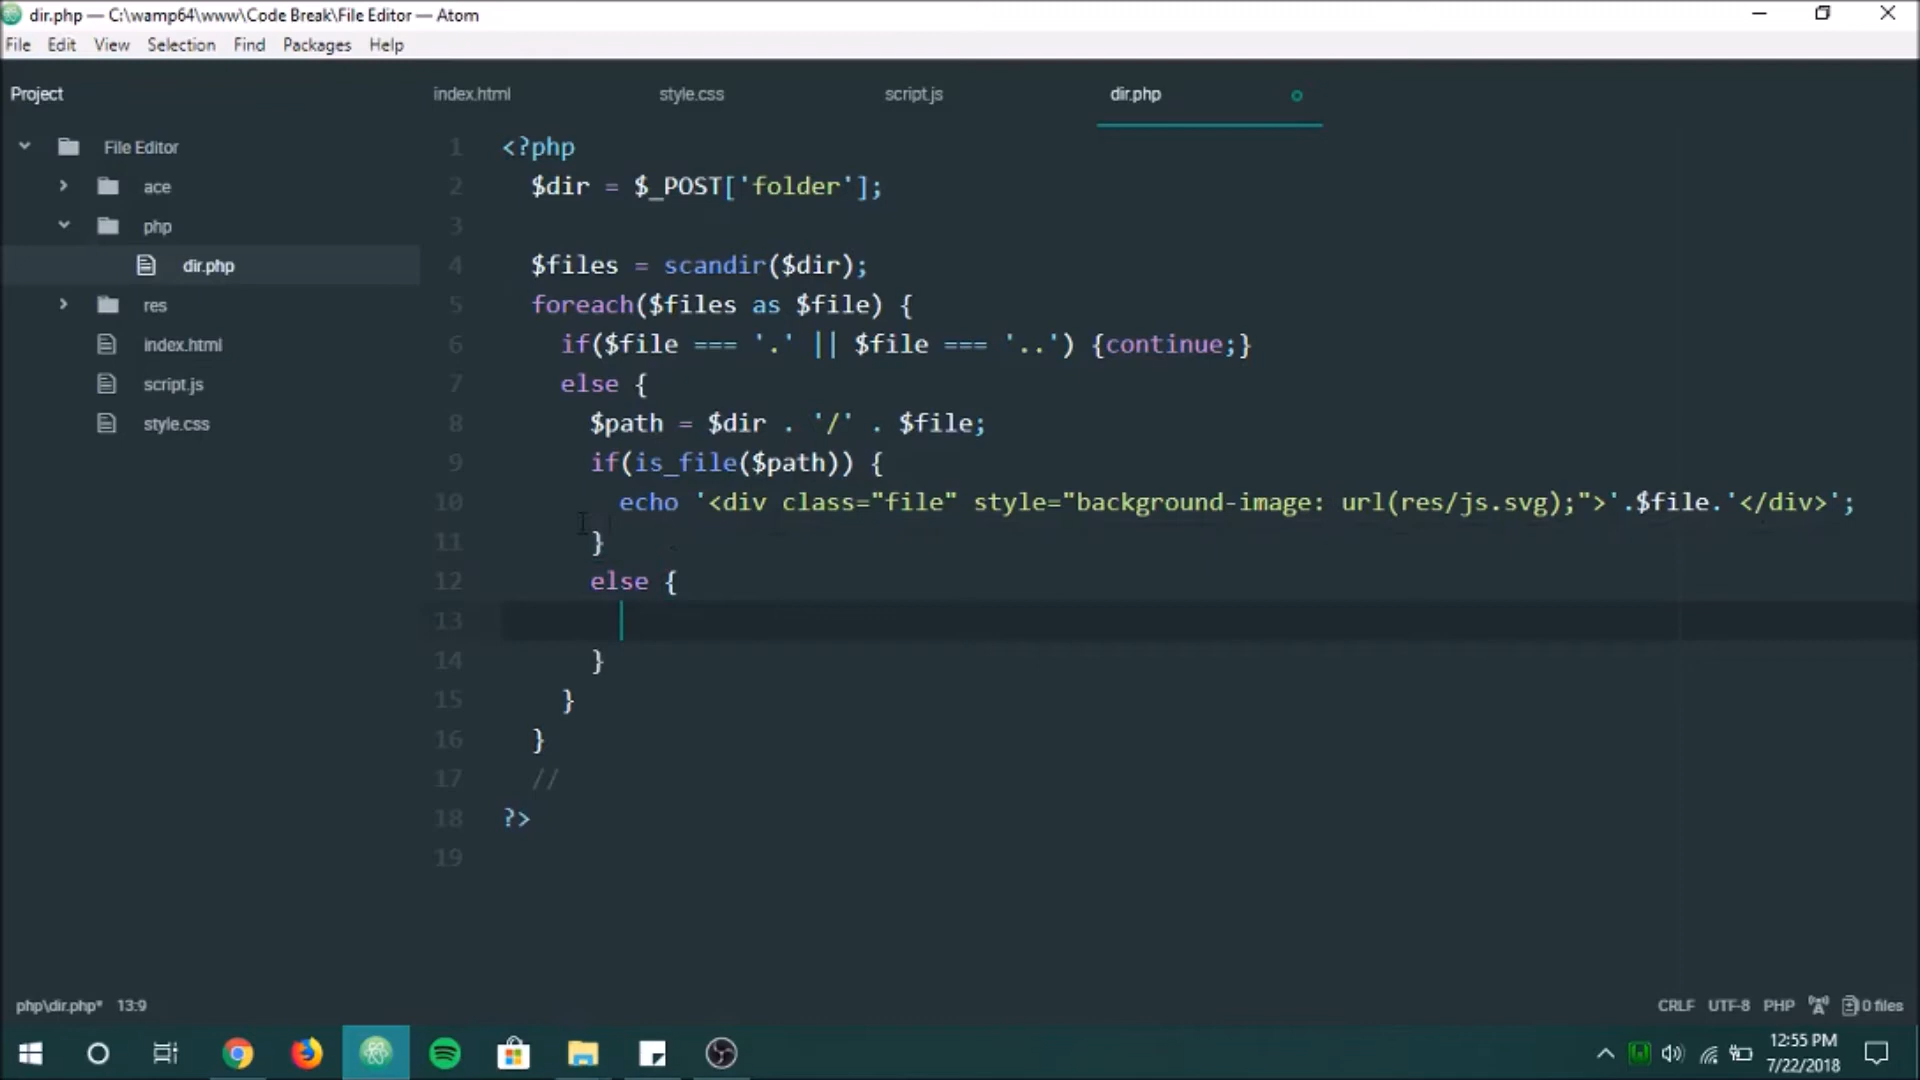 dir.php — C:\wamp64\www\Code Break\File Editor — Atom
File Edit View Selection Find Packages Help
Project
index.html style.css script.js dir.php
File Editor
ace
php
dir.php
res
index.html
script.js
style.css
1 <?php
2 $dir = $_POST['folder'];
3
4 $files = scandir($dir);
5 foreach($files as $file) {
6 if($file === '.' || $file === '..') {continue;}
7 else {
8 $path = $dir . '/' . $file;
9 if(is_file($path)) {
10 echo '<div class="file" style="background-image: url(res/js.svg);">'.$file.'</div>';
11 }
12 else {
13
14 }
15 }
16 }
17 //
18 ?>
19
php\dir.php* 13:9
CRLF UTF-8 PHP 0 files
12:55 PM
7/22/2018